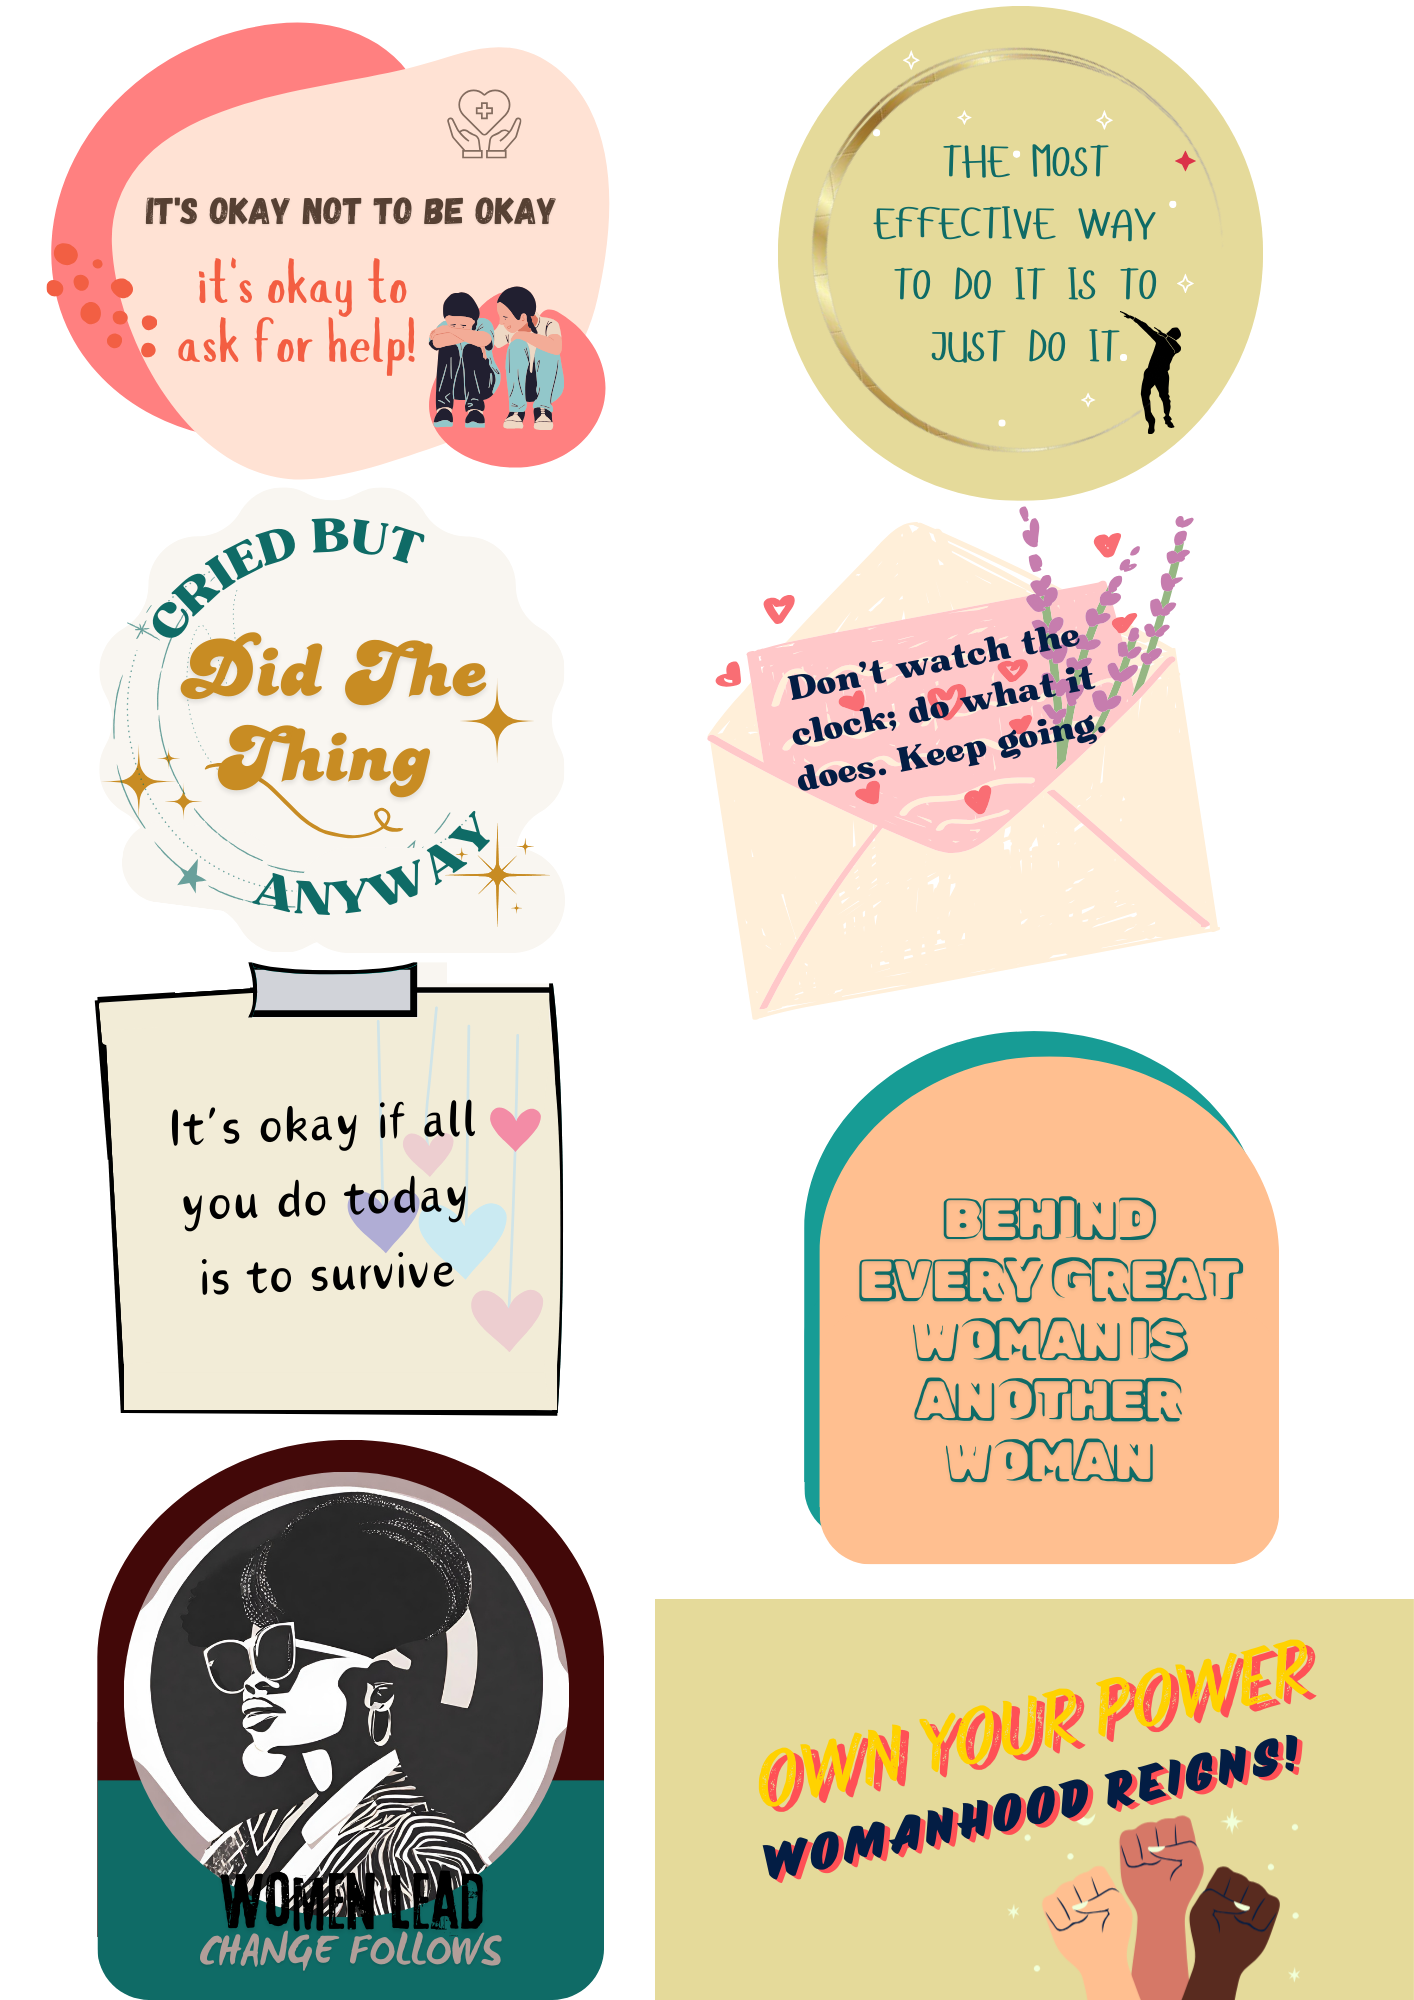 IT'S OKAY NOT TO BE OKAY
it's okay to
ask for help!
THE MOST
EFFECTIVE WAY
TO DO IT IS TO
JUST DO IT.
CRIED BUT
Did The
Thing
ANYWAY
Don't watch the
clock; do what it
does. Keep going.
It's okay if all
you do today
is to survive
BEHIND
EVERY GREAT
WOMAN IS
ANOTHER
WOMAN
WOMEN LEAD
CHANGE FOLLOWS
OWN YOUR POWER
WOMANHOOD REIGNS!